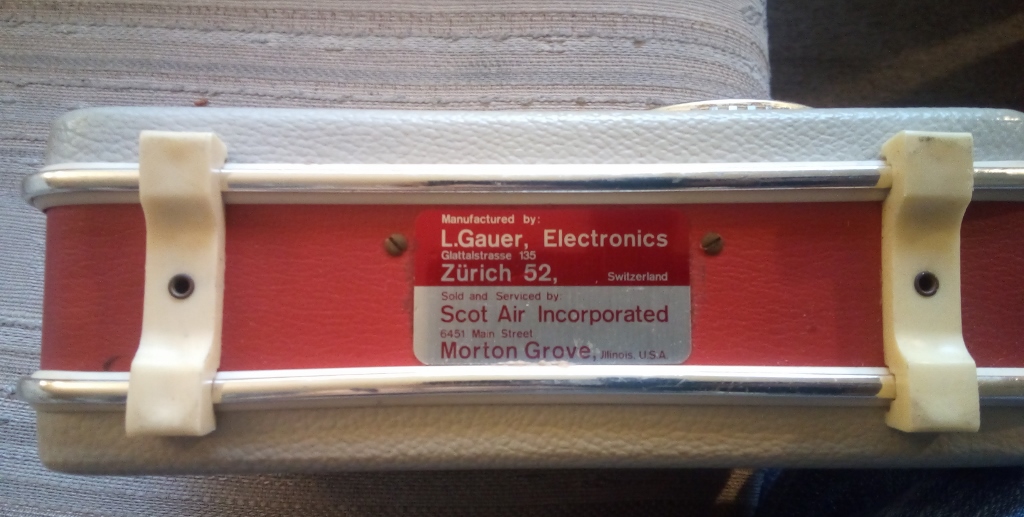 Manufactured by:
L.Gauer, Electronics
Glattalstrasse 135
Zürich 52, Switzerland
Sold and Serviced by:
Scot Air Incorporated
6451 Main Street
Morton Grove, Illinois, U.S.A.